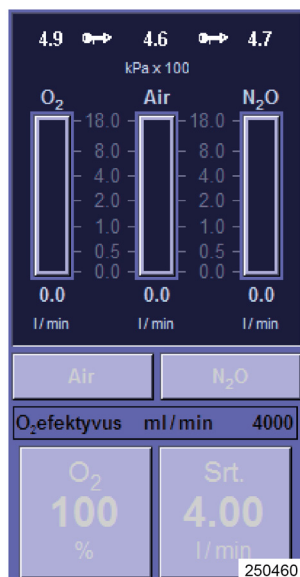 4.9 4.6 4.7
kPa x 100
O₂ Air N₂O
18.0 18.0
8.0 8.0
4.0 4.0
2.0 2.0
1.0 1.0
0.5 0.5
0.0 0.0
0.0 0.0 0.0
l/min l/min l/min
Air N₂O
O₂efektyvus ml/min 4000
O₂ Srt.
100 4.00
% l/min
250460